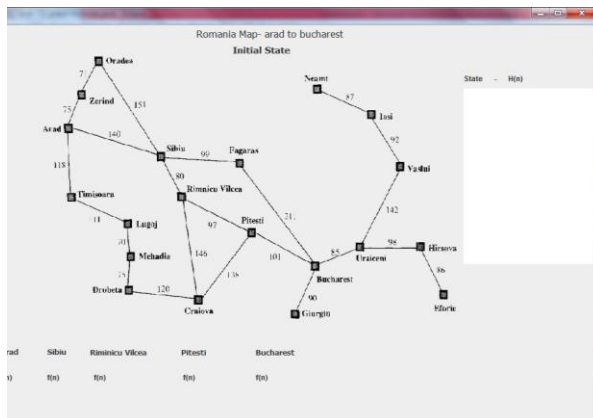 Romania Map- arad to bucharest
Initial State
Oradea
Neamt
State - H(n)
71
87
Zerind
151
75
Iasi
Arad
140
92
Sibiu
Fagaras
99
118
80
Vaslui
Timisoara
Rimnicu Vilcea
111
Lugoj
97
Pitesti
211
142
70
146
98
Hirsova
Mehadia
101
85
Urziceni
75
138
86
Bucharest
Drobeta
120
90
Craiova
Giurgiu
Eforie
rad Sibiu Riminicu Vilcea Pitesti Bucharest
n) f(n) f(n) f(n) f(n)